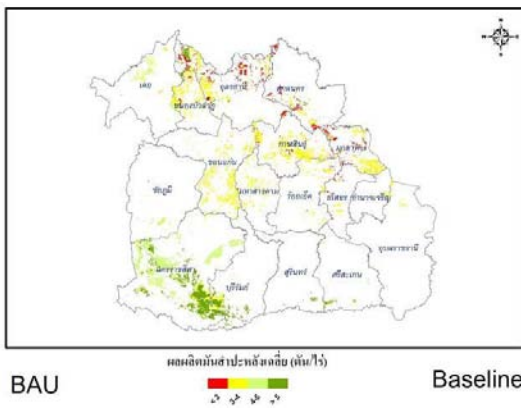 เลย
อุดรธานี
สกลนคร
หนองบัวลำภู
กาฬสินธุ์
มุกดาหาร
ขอนแก่น
มหาสารคาม
ร้อยเอ็ด
ยโสธร
อำนาจเจริญ
ชัยภูมิ
อุบลราชธานี
นครราชสีมา
บุรีรัมย์
สุรินทร์
ศรีสะเกษ
ผลผลิตมันสำปะหลังเฉลี่ย (ตัน/ไร่)
BAU
Baseline
3-4
4-5
>5